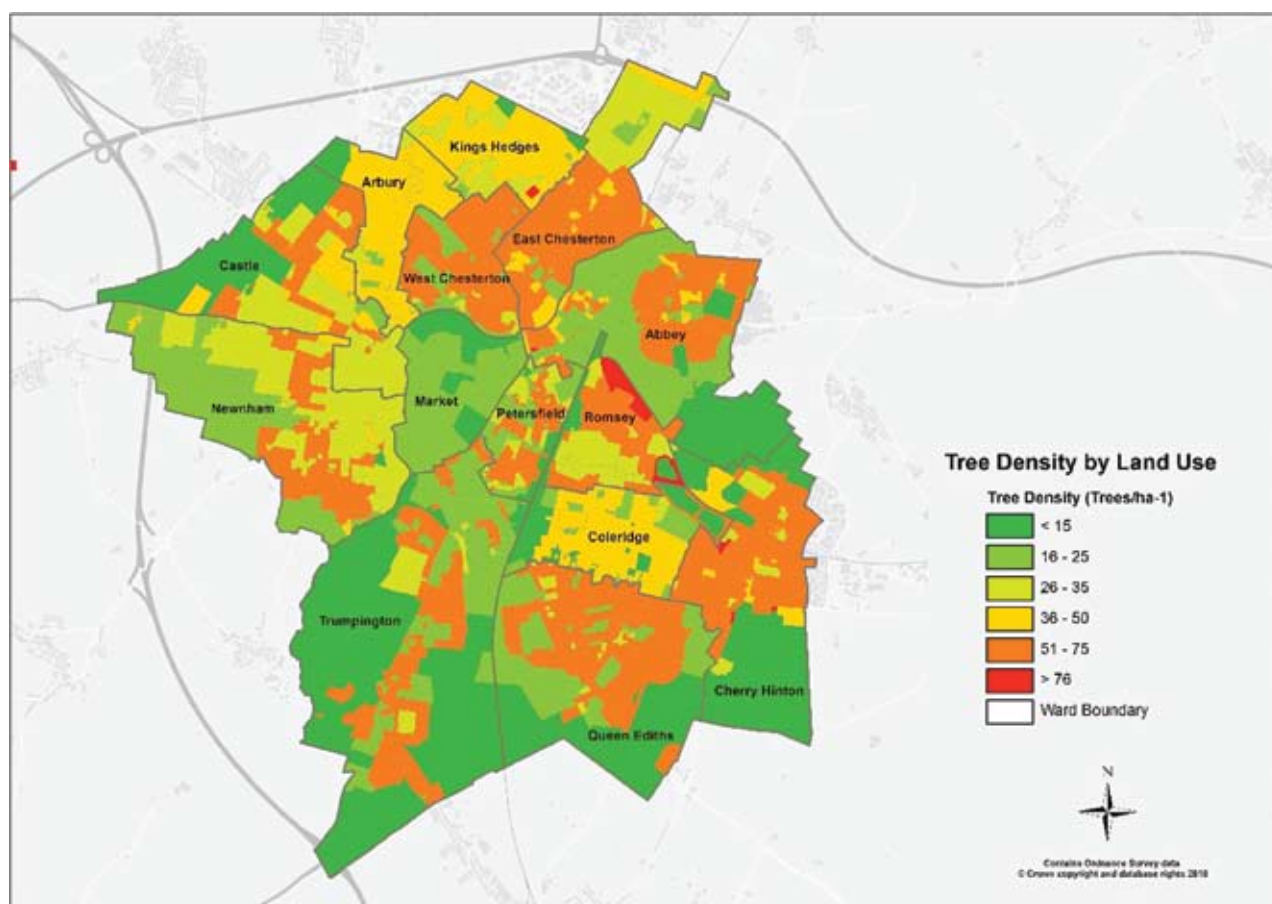 Kings Hedges
Arbury
East Chesterton
Castle
West Chesterton
Abbey
Newnham
Market
Petersfield
Romsey
Coleridge
Trumpington
Cherry Hinton
Queen Ediths
Tree Density by Land Use
Tree Density (Trees/ha-1)
< 15
16 - 25
26 - 35
36 - 50
51 - 75
> 76
Ward Boundary
N
Contains Ordnance Survey data
© Crown copyright and database rights 2010